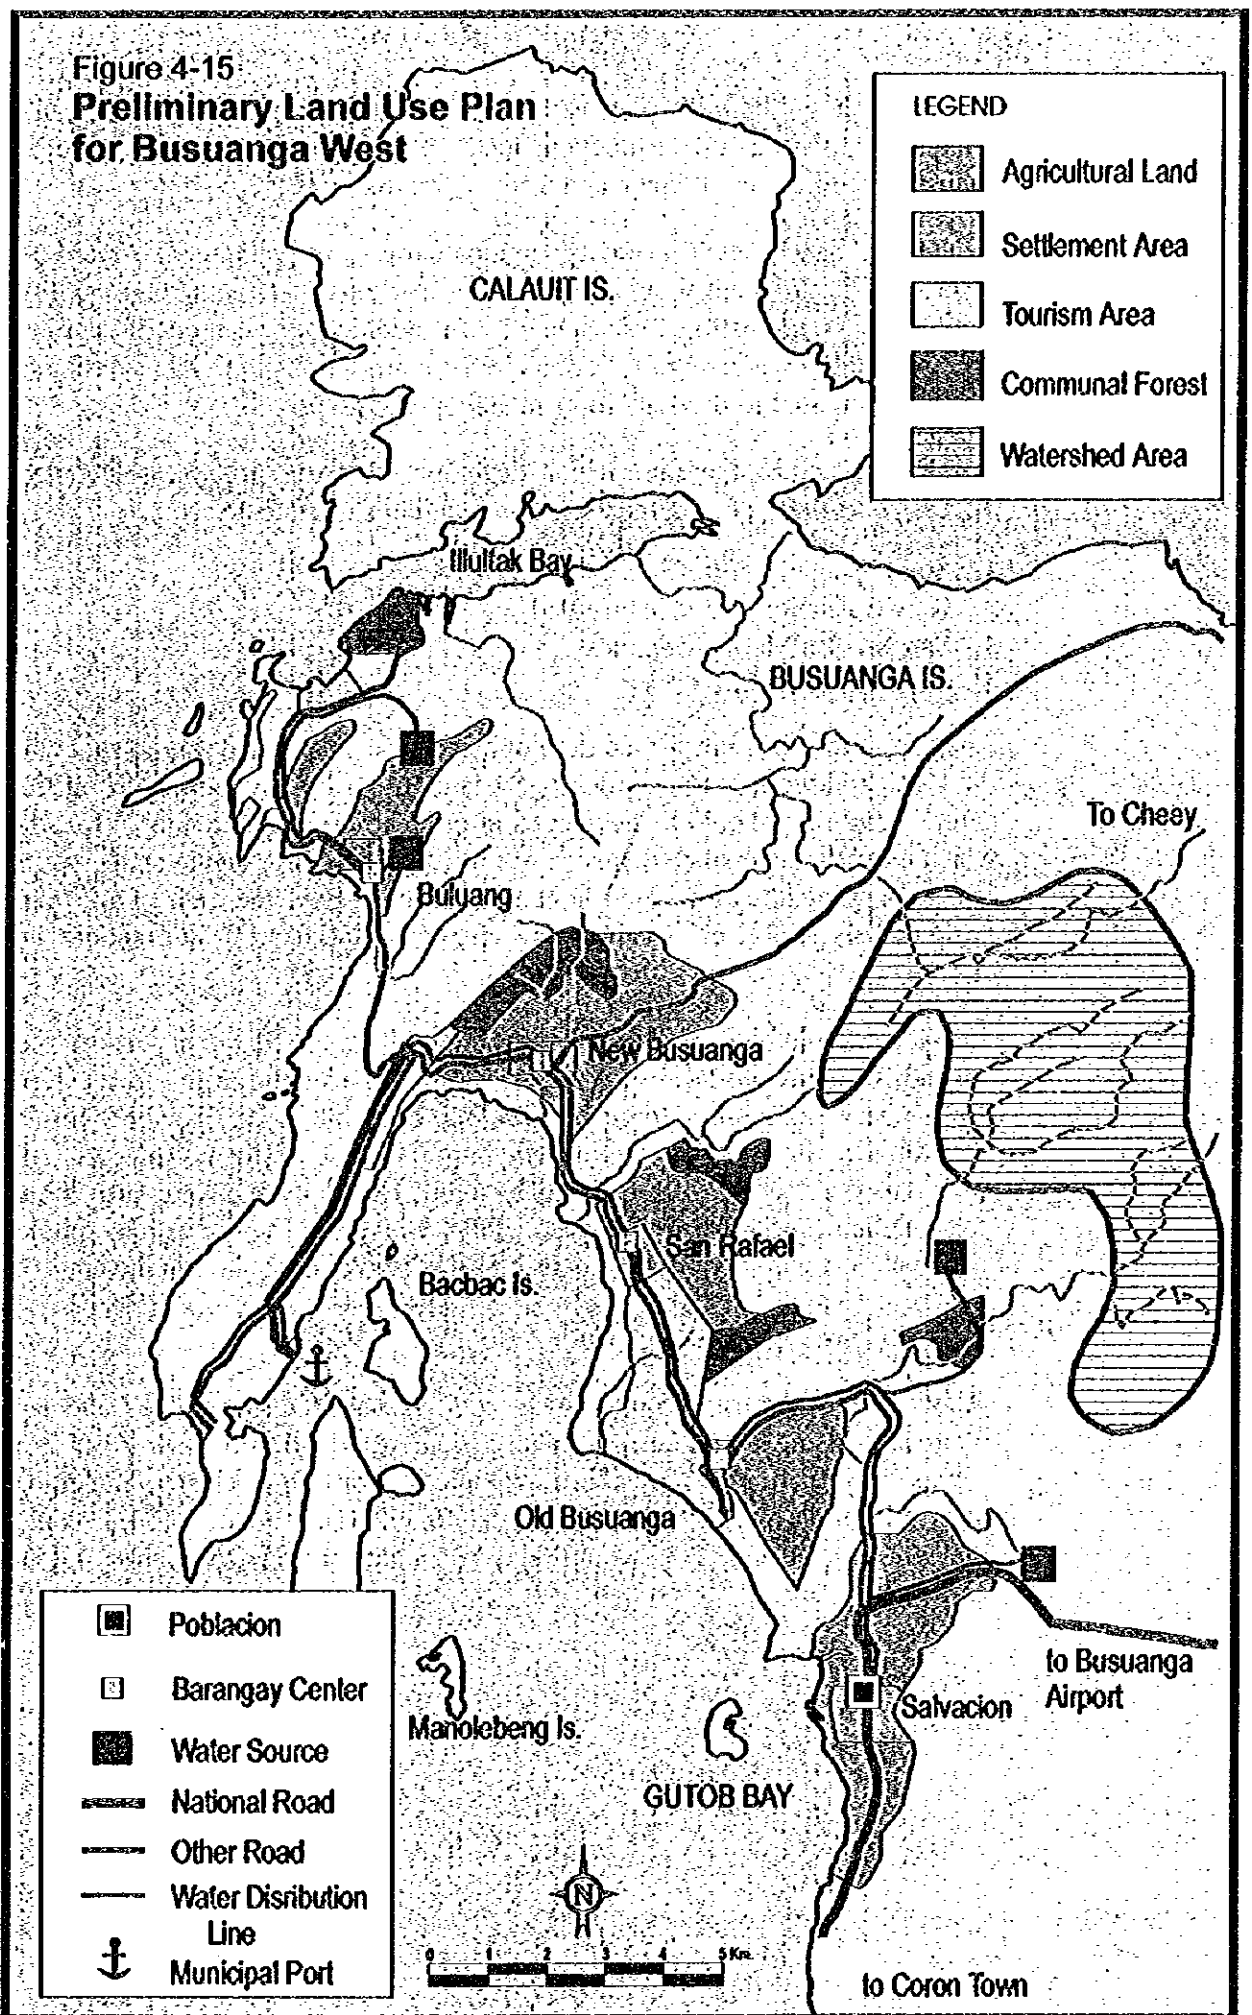 Figure 4-15
Preliminary Land Use Plan
for Busuanga West
LEGEND
Agricultural Land
Settlement Area
Tourism Area
Communal Forest
Watershed Area
CALAUIT IS.
Illultak Bay
BUSUANGA IS.
To Cheey
Buluang
New Busuanga
San Rafael
Bacbac Is.
Old Busuanga
to Busuanga
Airport
Salvacion
Manolebeng Is.
GUTOB BAY
Poblacion
Barangay Center
Water Source
National Road
Other Road
Water Disribution
Line
Municipal Port
N
0 1 2 3 4 5 Km.
to Coron Town